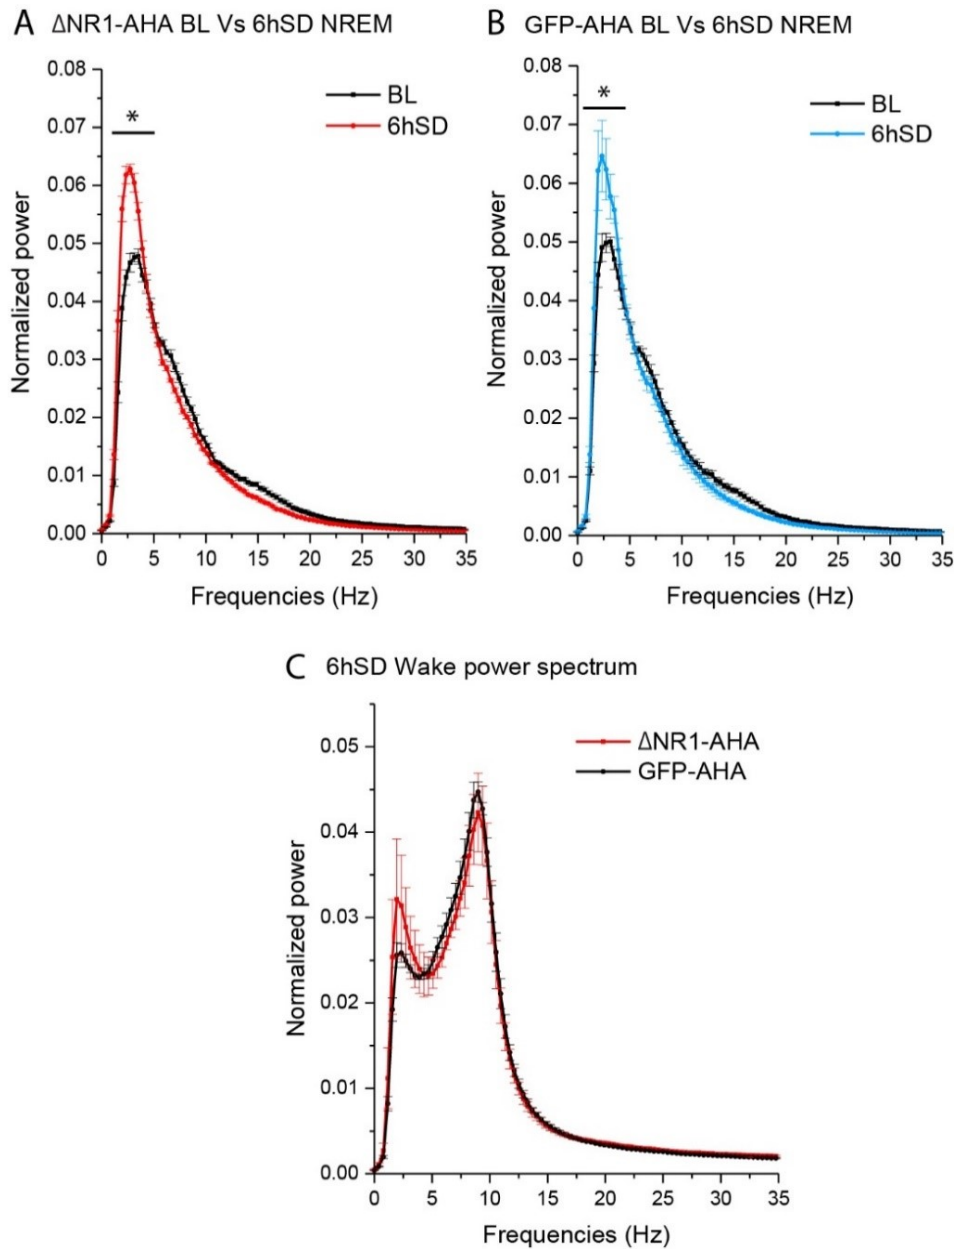 A ΔNR1-AHA BL Vs 6hSD NREM
0.08
0.07
0.06
0.05
0.04
0.03
0.02
0.01
0.00
Normalized power
*
BL
6hSD
0 5 10 15 20 25 30 35
Frequencies (Hz)
B GFP-AHA BL Vs 6hSD NREM
0.08
0.07
0.06
0.05
0.04
0.03
0.02
0.01
0.00
Normalized power
*
BL
6hSD
0 5 10 15 20 25 30 35
Frequencies (Hz)
C 6hSD Wake power spectrum
0.05
0.04
0.03
0.02
0.01
0.00
Normalized power
ΔNR1-AHA
GFP-AHA
0 5 10 15 20 25 30 35
Frequencies (Hz)